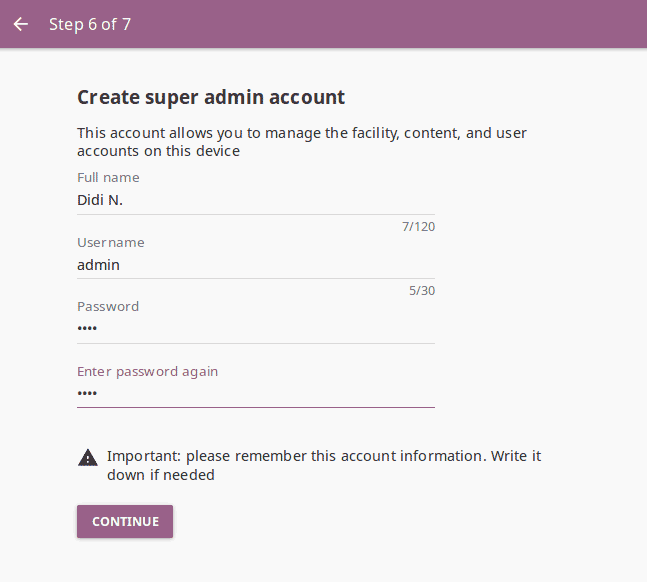 Step 6 of 7
Create super admin account
This account allows you to manage the facility, content, and user
accounts on this device
Full name
Didi N.
7/120
Username
admin
5/30
Password
••••
Enter password again
••••
Important: please remember this account information. Write it
down if needed
CONTINUE